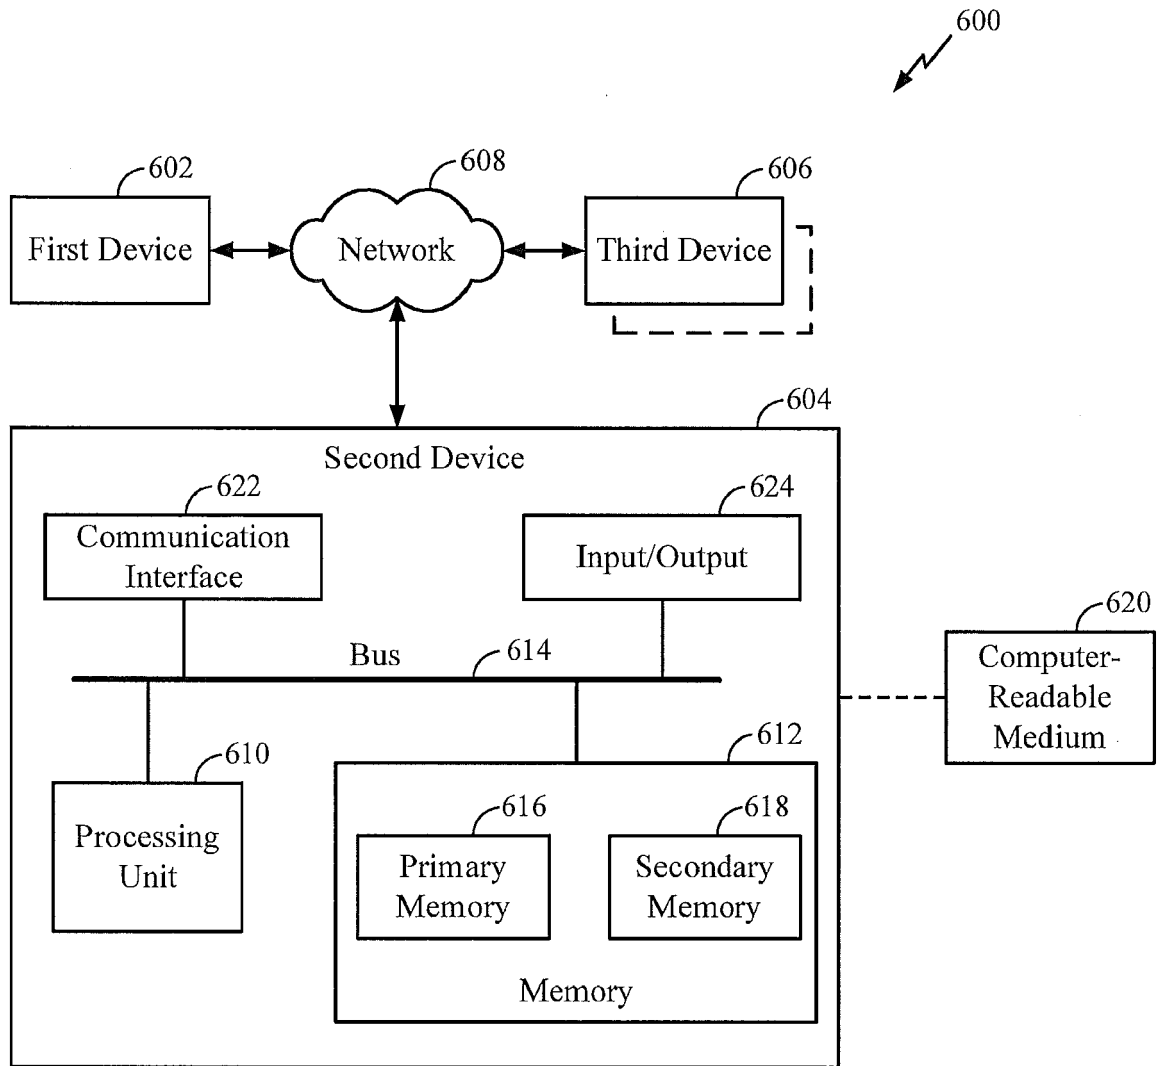 600
602
608
606
First Device
Network
Third Device
604
Second Device
622
624
Communication
Interface
Input/Output
620
Computer-
Readable
Medium
Bus
614
610
612
Processing
Unit
616
618
Primary
Memory
Secondary
Memory
Memory